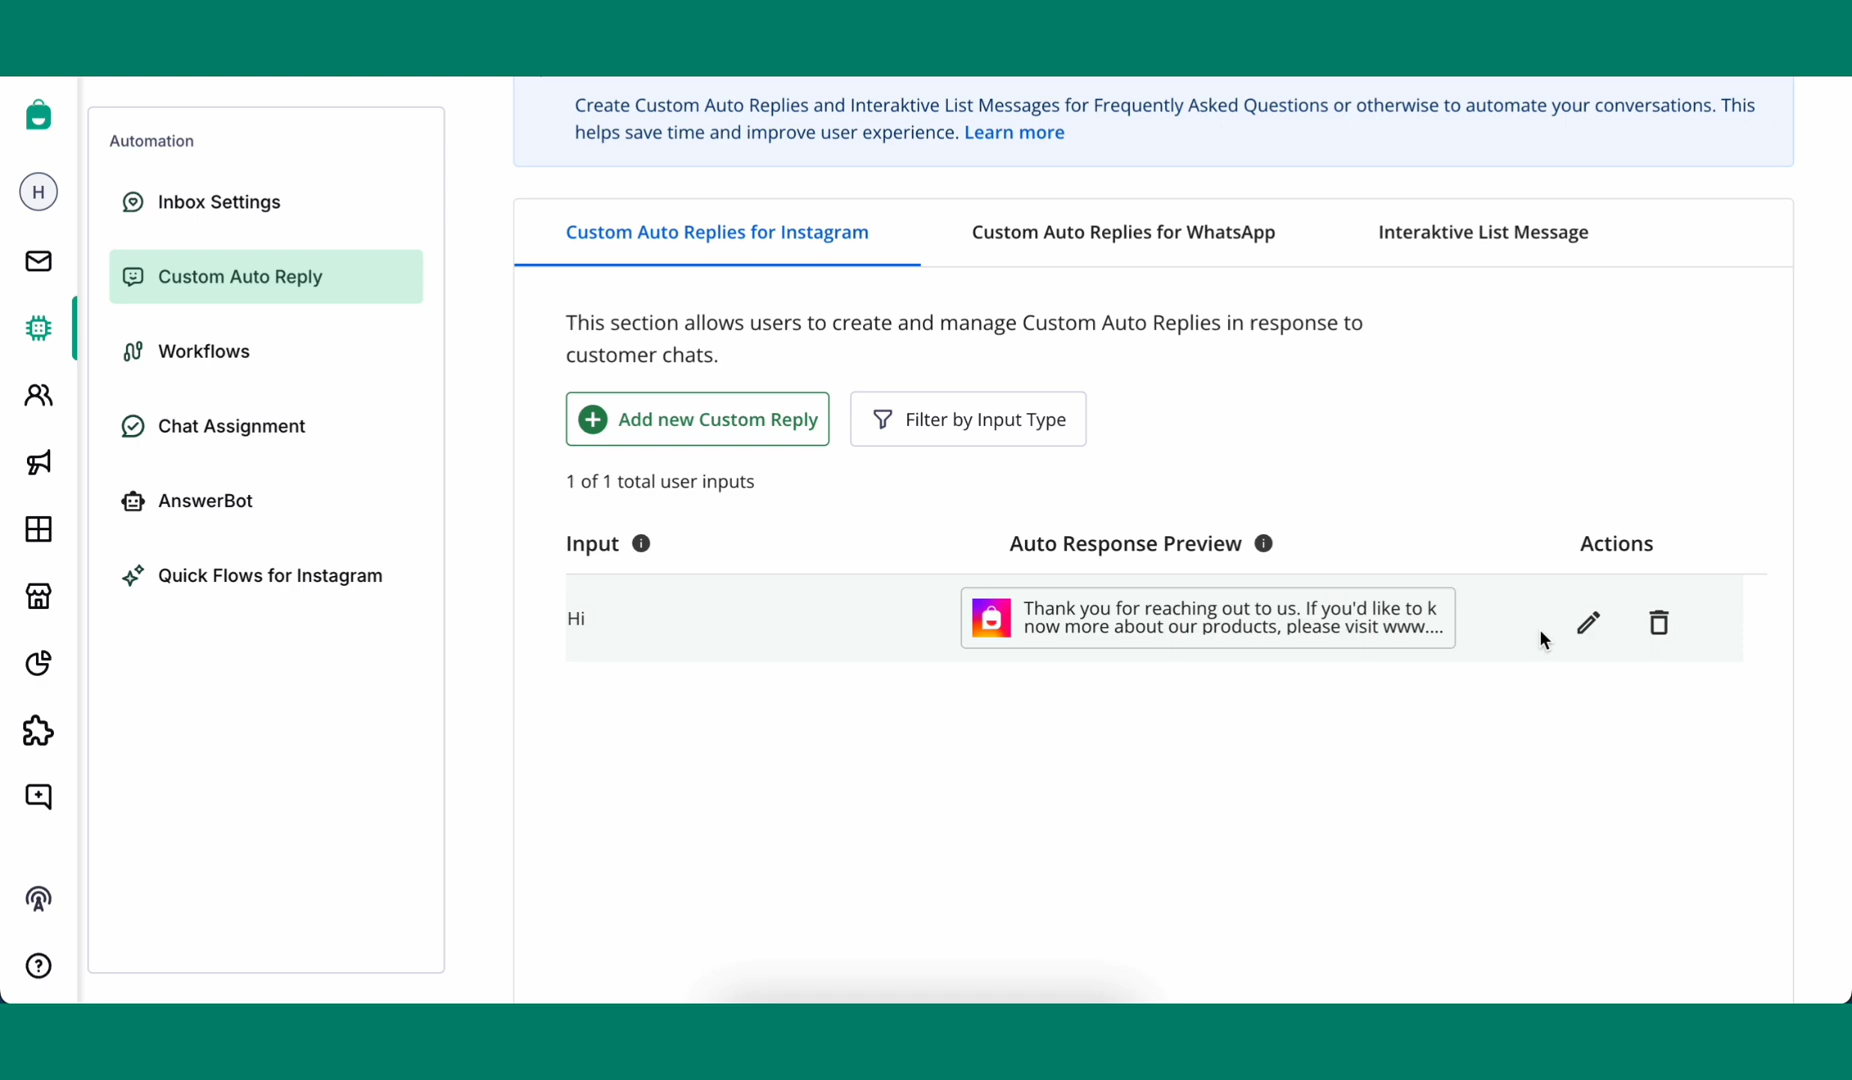 Create Custom Auto Replies and Interaktive List Messages for Frequently Asked Questions or otherwise to automate your conversations. This
helps save time and improve user experience. Learn more
Automation
H
Inbox Settings
Custom Auto Reply
Workflows
Chat Assignment
AnswerBot
Quick Flows for Instagram
Custom Auto Replies for Instagram
Custom Auto Replies for WhatsApp
Interaktive List Message
This section allows users to create and manage Custom Auto Replies in response to
customer chats.
Add new Custom Reply
Filter by Input Type
1 of 1 total user inputs
Input
Auto Response Preview
Actions
Hi
Thank you for reaching out to us. If you'd like to k
now more about our products, please visit www....